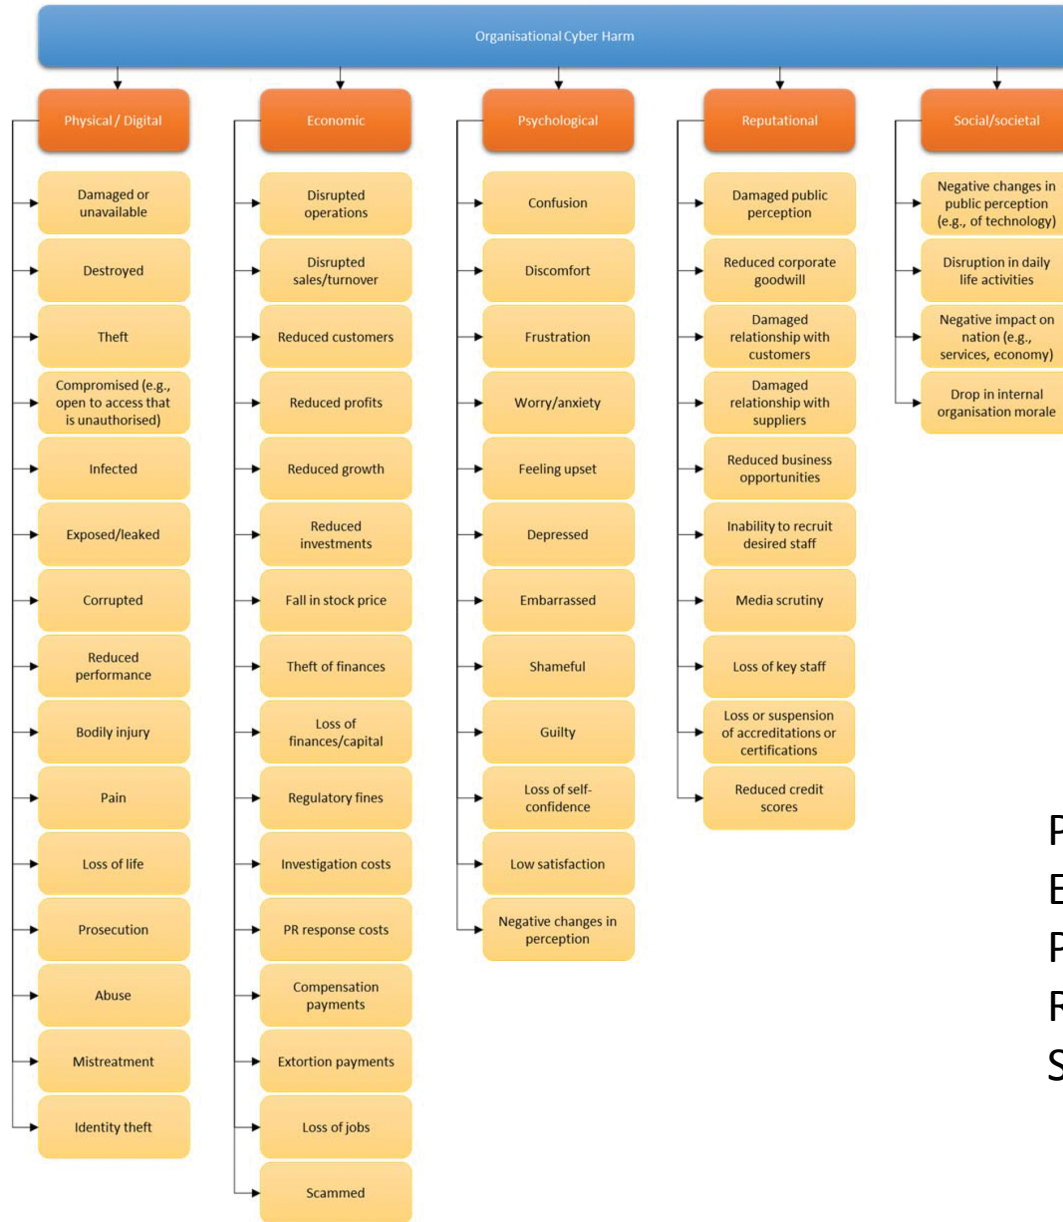 Organisational Cyber Harm
Physical / Digital
Damaged or
unavailable
Destroyed
Theft
Compromised (e.g.,
open to access that
is unauthorised)
Infected
Exposed/leaked
Corrupted
Reduced
performance
Bodily injury
Pain
Loss of life
Prosecution
Abuse
Mistreatment
Identity theft
Economic
Disrupted
operations
Disrupted
sales/turnover
Reduced customers
Reduced profits
Reduced growth
Reduced
investments
Fall in stock price
Theft of finances
Loss of
finances/capital
Regulatory fines
Investigation costs
PR response costs
Compensation
payments
Extortion payments
Loss of jobs
Scammed
Psychological
Confusion
Discomfort
Frustration
Worry/anxiety
Feeling upset
Depressed
Embarrassed
Shameful
Guilty
Loss of self-
confidence
Low satisfaction
Negative changes in
perception
Reputational
Damaged public
perception
Reduced corporate
goodwill
Damaged
relationship with
customers
Damaged
relationship with
suppliers
Reduced business
opportunities
Inability to recruit
desired staff
Media scrutiny
Loss of key staff
Loss or suspension
of accreditations or
certifications
Reduced credit
scores
Social/societal
Negative changes in
public perception
(e.g., of technology)
Disruption in daily
life activities
Negative impact on
nation (e.g.,
services, economy)
Drop in internal
organisation morale
P
E
P
R
S